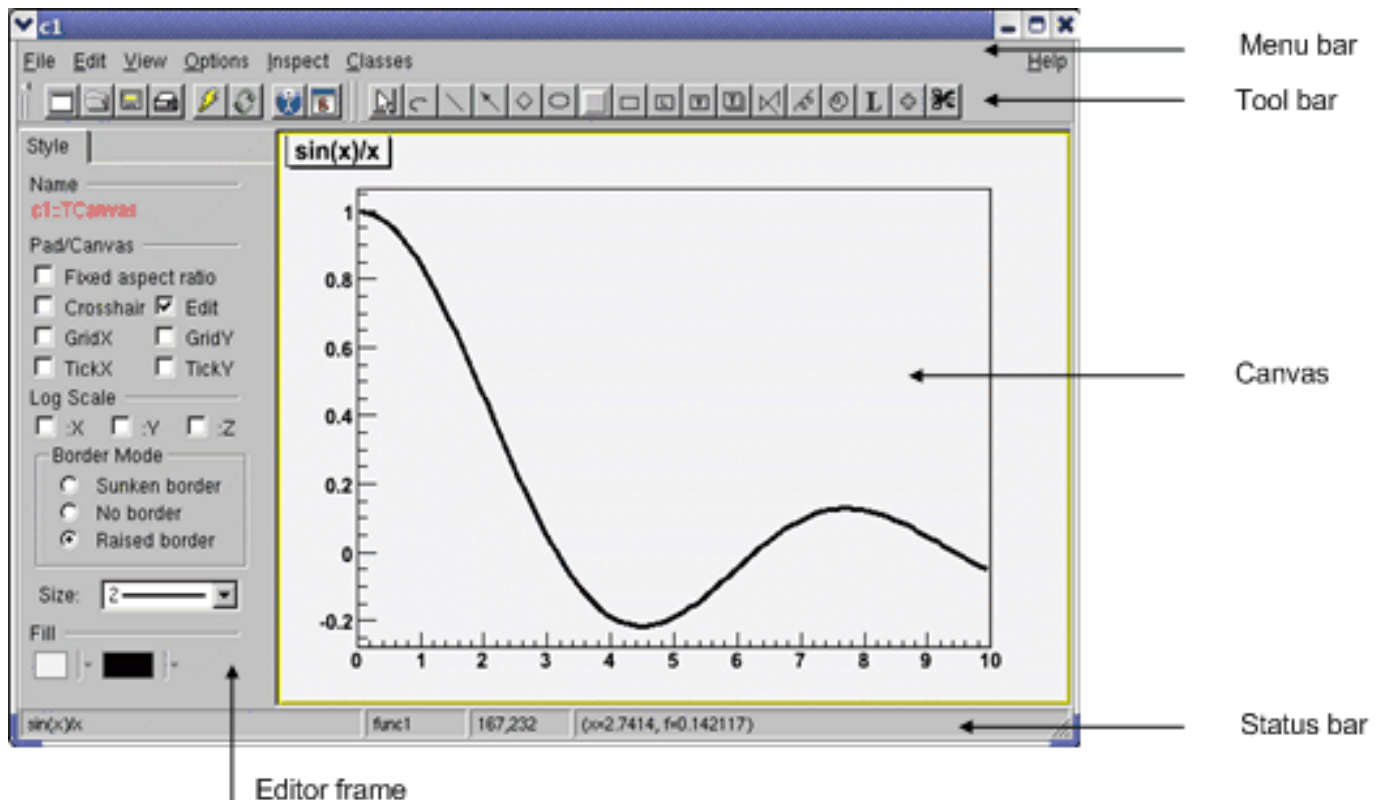 c1
File Edit View Options Inspect Classes Help
Menu bar
Tool bar
L
Style
sin(x)/x
Name
c1::TCanvas
Pad/Canvas
Fixed aspect ratio
Crosshair Edit
GridX GridY
TickX TickY
Log Scale
:X :Y :Z
Border Mode
Sunken border
No border
Raised border
Size: 2
Fill
1
0.8
0.6
0.4
0.2
0
-0.2
0 1 2 3 4 5 6 7 8 9 10
Canvas
sin(x)/x func1 167,232 (x=2.7414, f=0.142117)
Status bar
Editor frame